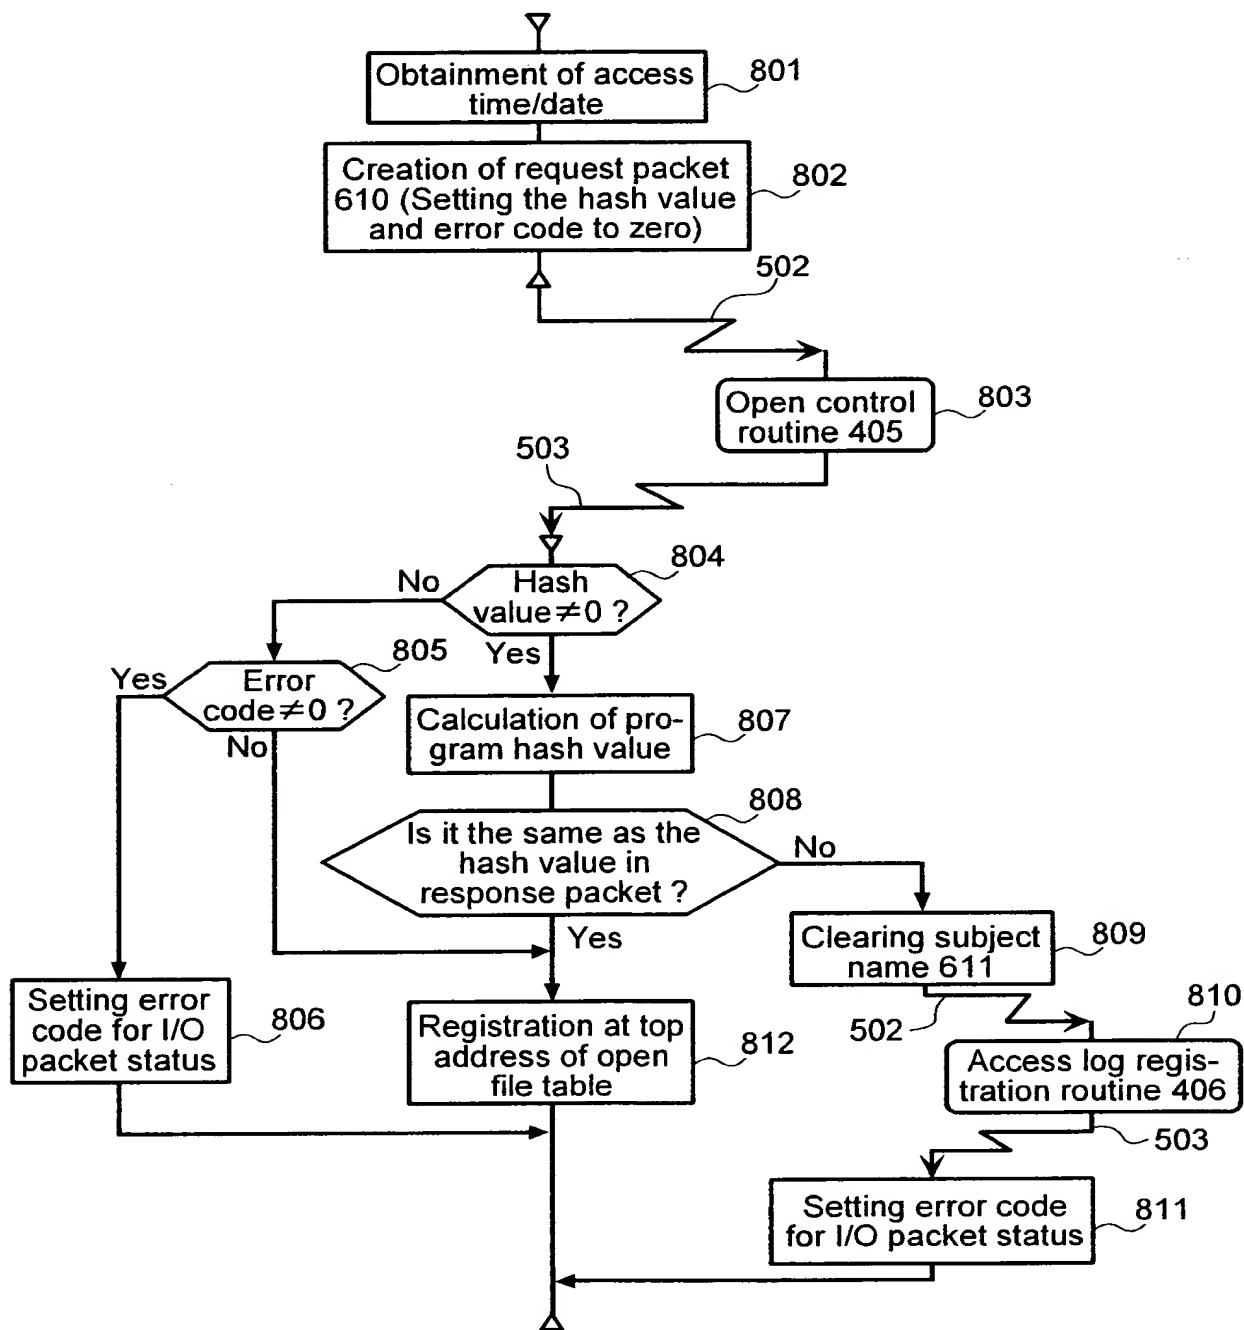 Obtainment of access
time/date
801
Creation of request packet
610 (Setting the hash value
and error code to zero)
802
502
Open control
routine 405
803
503
Hash
value≠0 ?
804
No
Yes
Error
code≠0 ?
805
Yes
No
Calculation of pro-
gram hash value
807
Is it the same as the
hash value in
response packet ?
808
No
Yes
Clearing subject
name 611
809
Setting error
code for I/O
packet status
806
Registration at top
address of open
file table
812
502
810
Access log regis-
tration routine 406
503
Setting error code
for I/O packet status
811